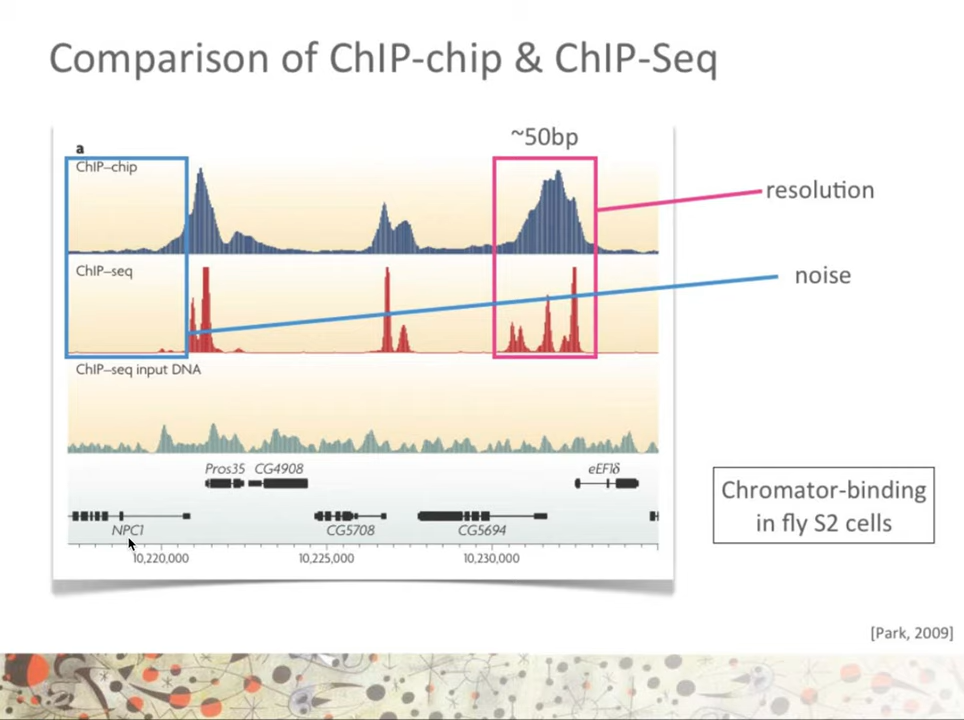 Comparison of ChIP-chip & ChIP-Seq
~50bp
a
ChIP–chip
resolution
ChIP–seq
noise
ChIP–seq input DNA
Pros35 CG4908 eEF1δ
NPC1 CG5708 CG5694
10,220,000 10,225,000 10,230,000
Chromator-binding
in fly S2 cells
[Park, 2009]